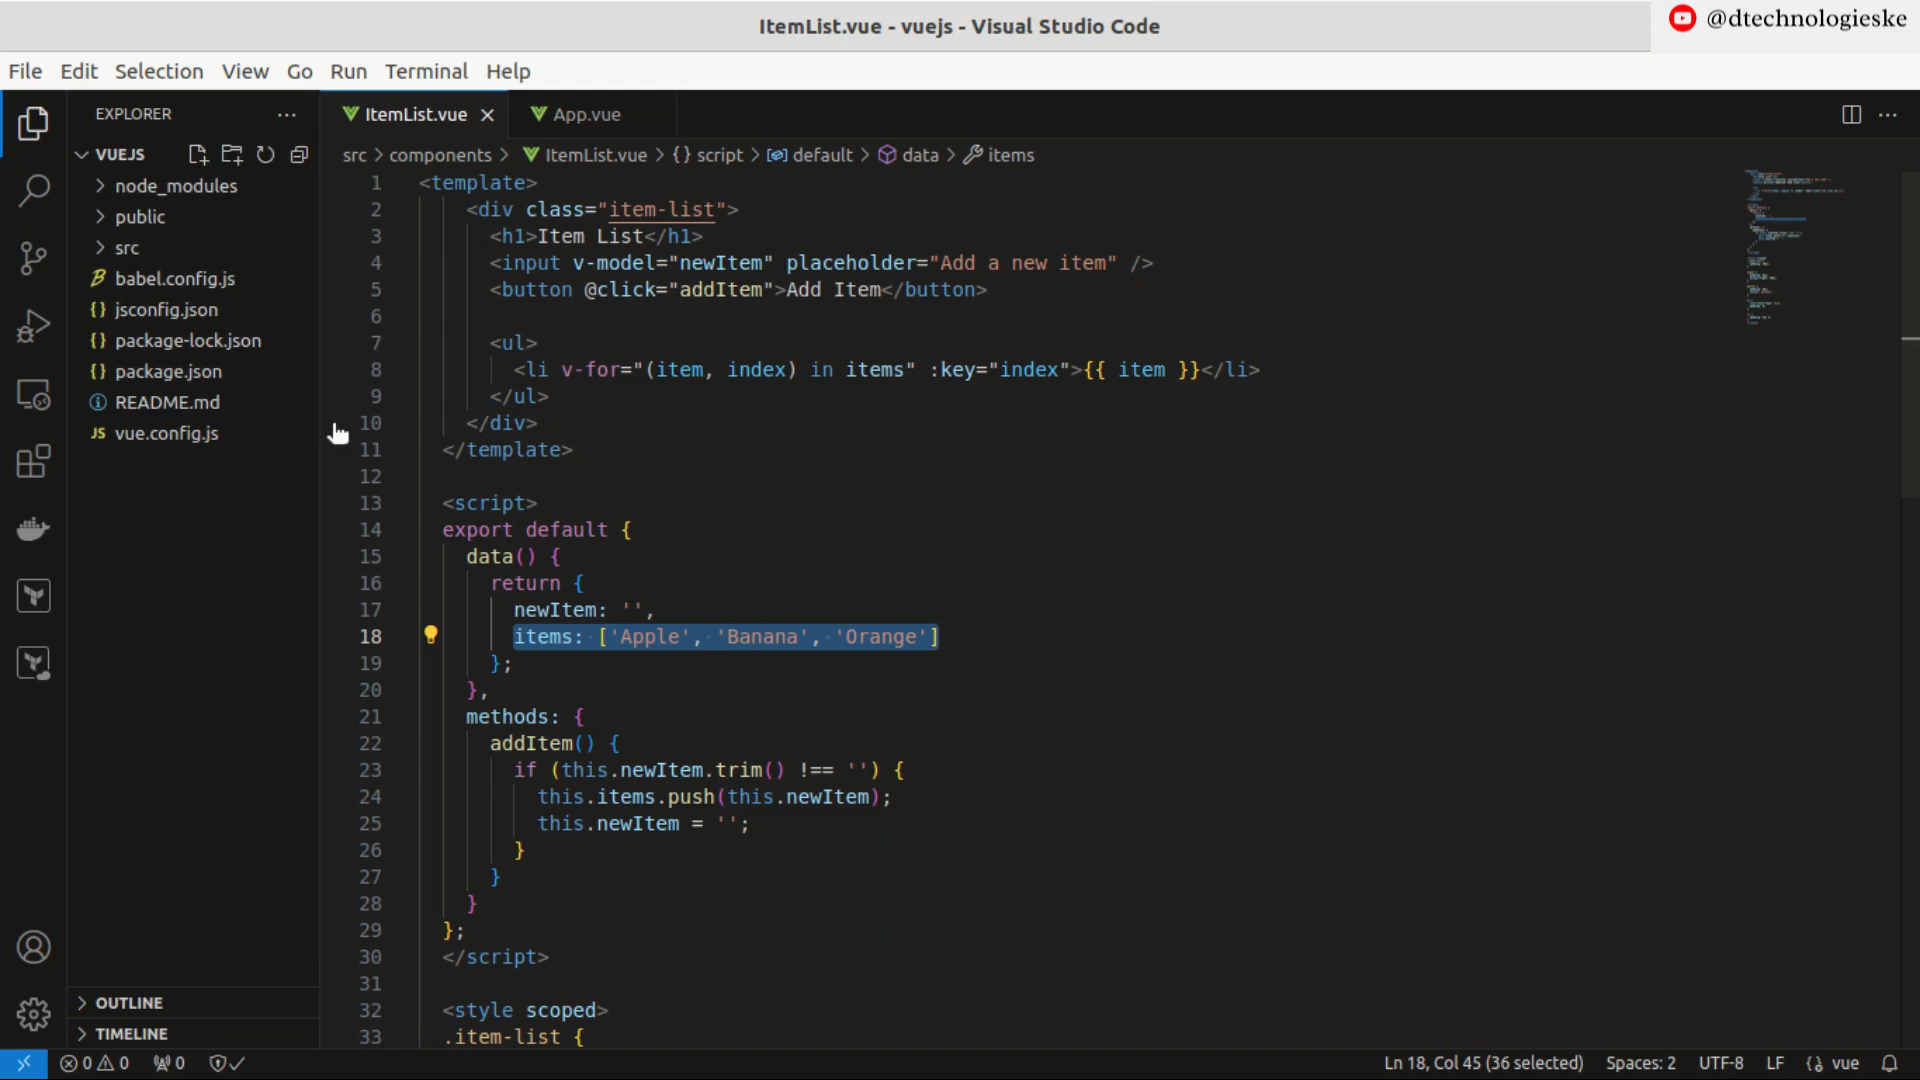 ItemList.vue - vuejs - Visual Studio Code
@dtechnologieske
File Edit Selection View Go Run Terminal Help
EXPLORER
VUEJS
node_modules
public
src
babel.config.js
jsconfig.json
package-lock.json
package.json
README.md
JS vue.config.js
OUTLINE
TIMELINE
ItemList.vue App.vue
src > components > ItemList.vue > {} script > default > data > items
1 <template>
2 <div class="item-list">
3 <h1>Item List</h1>
4 <input v-model="newItem" placeholder="Add a new item" />
5 <button @click="addItem">Add Item</button>
6
7 <ul>
8 <li v-for="(item, index) in items" :key="index">{{ item }}</li>
9 </ul>
10 </div>
11 </template>
12
13 <script>
14 export default {
15 data() {
16 return {
17 newItem: '',
18 items: ['Apple', 'Banana', 'Orange']
19 };
20 },
21 methods: {
22 addItem() {
23 if (this.newItem.trim() !== '') {
24 this.items.push(this.newItem);
25 this.newItem = '';
26 }
27 }
28 }
29 };
30 </script>
31
32 <style scoped>
33 .item-list {
0 0 0
Ln 18, Col 45 (36 selected) Spaces: 2 UTF-8 LF vue